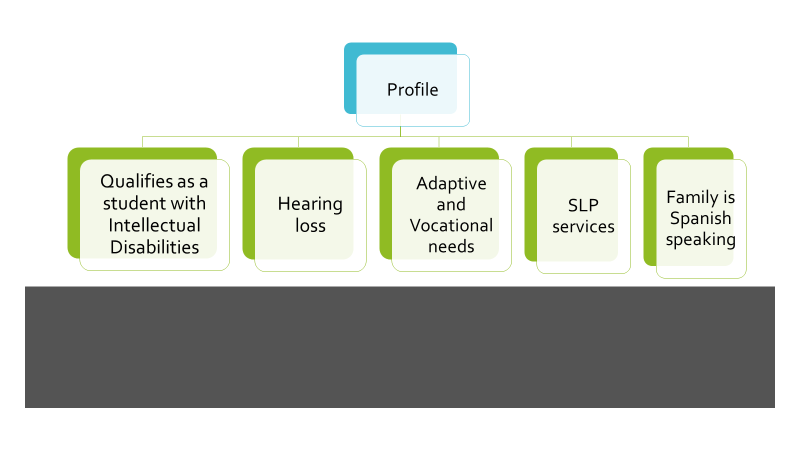 Profile
Qualifies as a
student with
Intellectual
Disabilities
Hearing
loss
Adaptive
and
Vocational
needs
SLP
services
Family is
Spanish
speaking